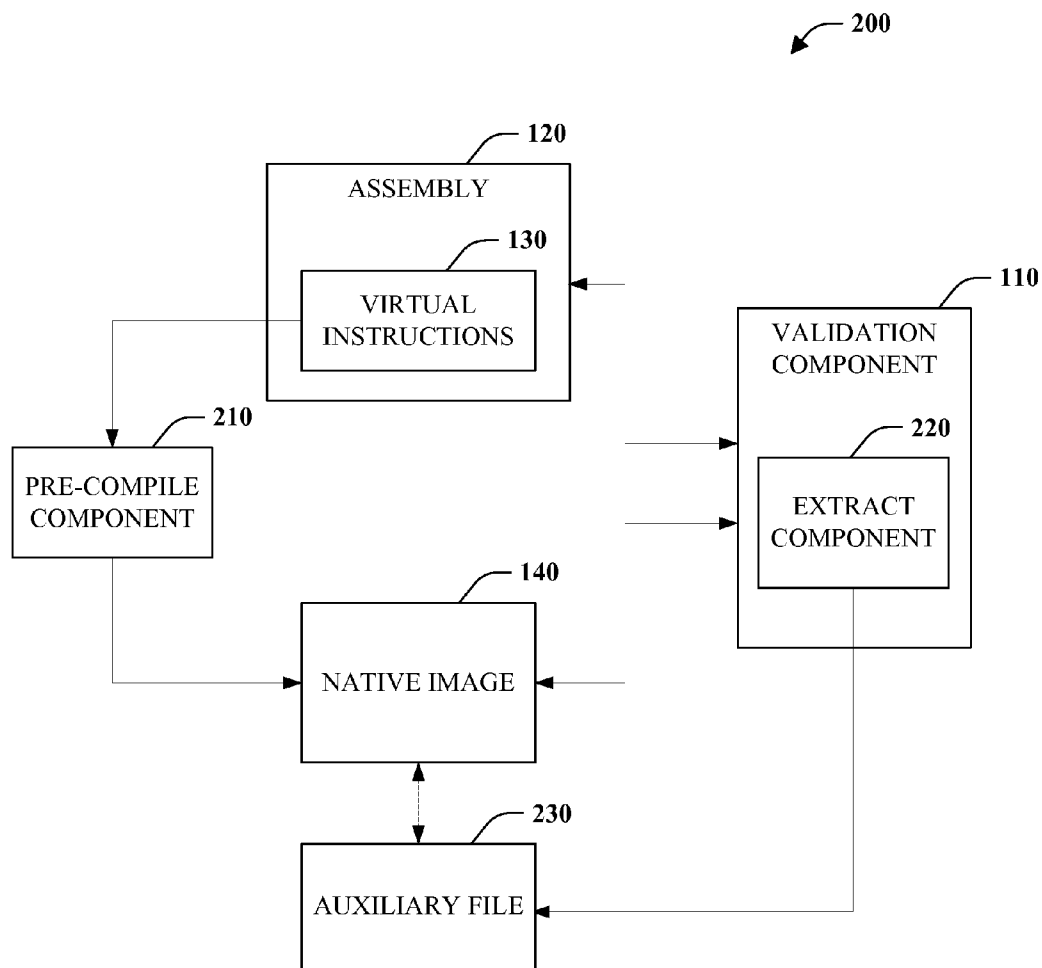 200
120
ASSEMBLY
130
VIRTUAL
INSTRUCTIONS
110
VALIDATION
COMPONENT
210
PRE-COMPILE
COMPONENT
220
EXTRACT
COMPONENT
140
NATIVE IMAGE
230
AUXILIARY FILE